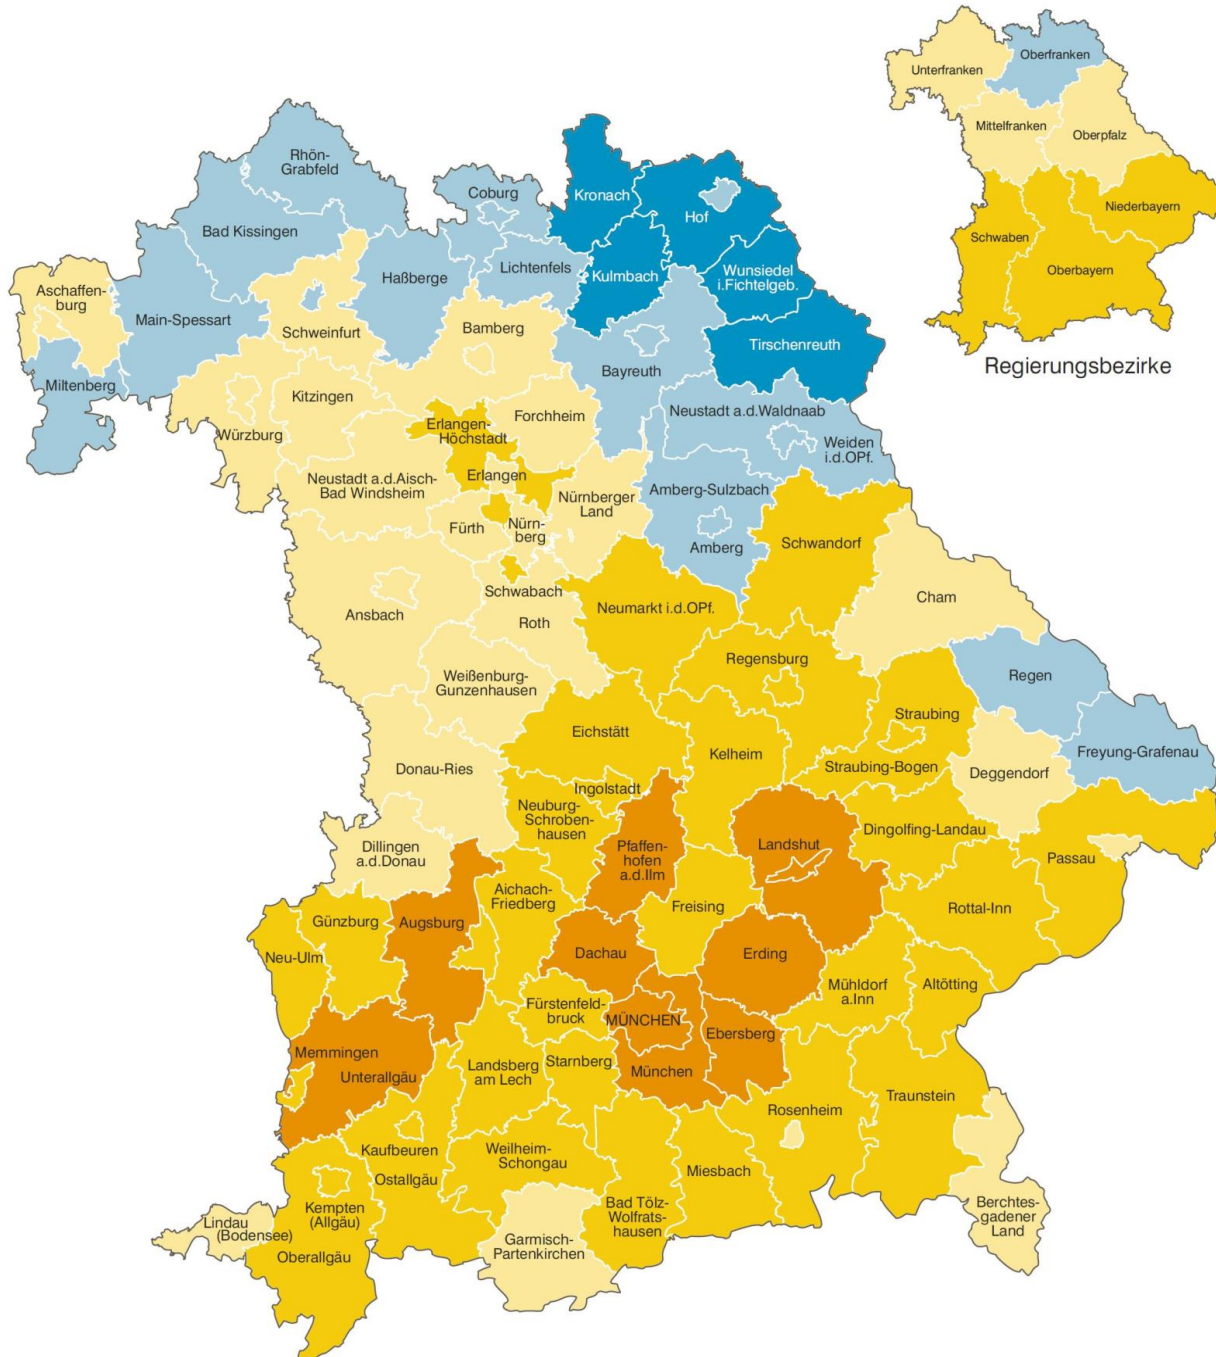 Unterfranken
Oberfranken
Mittelfranken
Oberpfalz
Niederbayern
Schwaben
Oberbayern
Regierungsbezirke
Rhön-
Grabfeld
Coburg
Kronach
Hof
Bad Kissingen
Lichtenfels
Kulmbach
Wunsiedel
i.Fichtelgeb.
Haßberge
Aschaffen-
burg
Main-Spessart
Schweinfurt
Bamberg
Tirschenreuth
Bayreuth
Miltenberg
Kitzingen
Forchheim
Neustadt a.d.Waldnaab
Erlangen-
Höchstadt
Würzburg
Weiden
i.d.OPf.
Neustadt a.d.Aisch-
Bad Windsheim
Erlangen
Nürnberger
Land
Amberg-Sulzbach
Fürth
Nürn-
berg
Amberg
Schwandorf
Schwabach
Neumarkt i.d.OPf.
Cham
Ansbach
Roth
Regensburg
Weißenburg-
Gunzenhausen
Regen
Straubing
Eichstätt
Kelheim
Freyung-Grafenau
Donau-Ries
Straubing-Bogen
Deggendorf
Ingolstadt
Neuburg-
Schroben-
hausen
Dingolfing-Landau
Dillingen
a.d.Donau
Pfaffen-
hofen
a.d.Ilm
Landshut
Passau
Aichach-
Friedberg
Freising
Rottal-Inn
Günzburg
Augsburg
Neu-Ulm
Dachau
Erding
Mühldorf
a.Inn
Altötting
Fürstenfeld-
bruck
MÜNCHEN
Ebersberg
Memmingen
Landsberg
am Lech
Starnberg
München
Unterallgäu
Rosenheim
Traunstein
Kaufbeuren
Weilheim-
Schongau
Miesbach
Ostallgäu
Bad Tölz-
Wolfrats-
hausen
Berchtes-
gadener
Land
Kempten
(Allgäu)
Lindau
(Bodensee)
Garmisch-
Partenkirchen
Oberallgäu